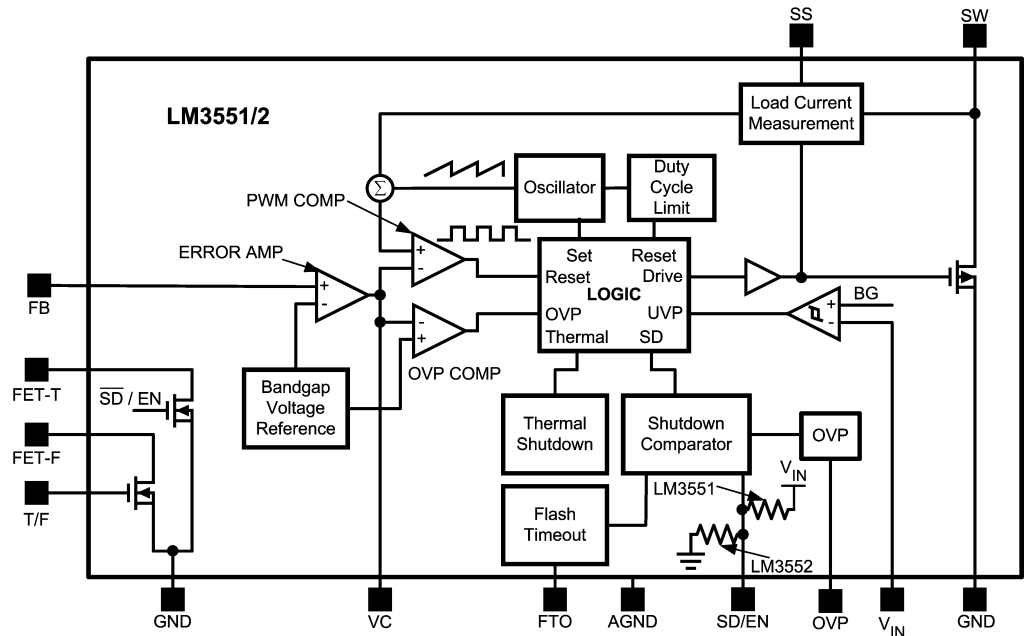 SS
SW
LM3551/2
Load Current
Measurement
Σ
Oscillator
Duty
Cycle
Limit
PWM COMP
ERROR AMP
+
-
+
-
Set
Reset
Reset
Drive
LOGIC
OVP
UVP
Thermal
SD
FB
-
+
OVP COMP
+
-
BG
FET-T
SD / EN
FET-F
T/F
Bandgap
Voltage
Reference
Thermal
Shutdown
Shutdown
Comparator
OVP
Flash
Timeout
LM3551
VIN
LM3552
GND
VC
FTO
AGND
SD/EN
OVP
VIN
GND